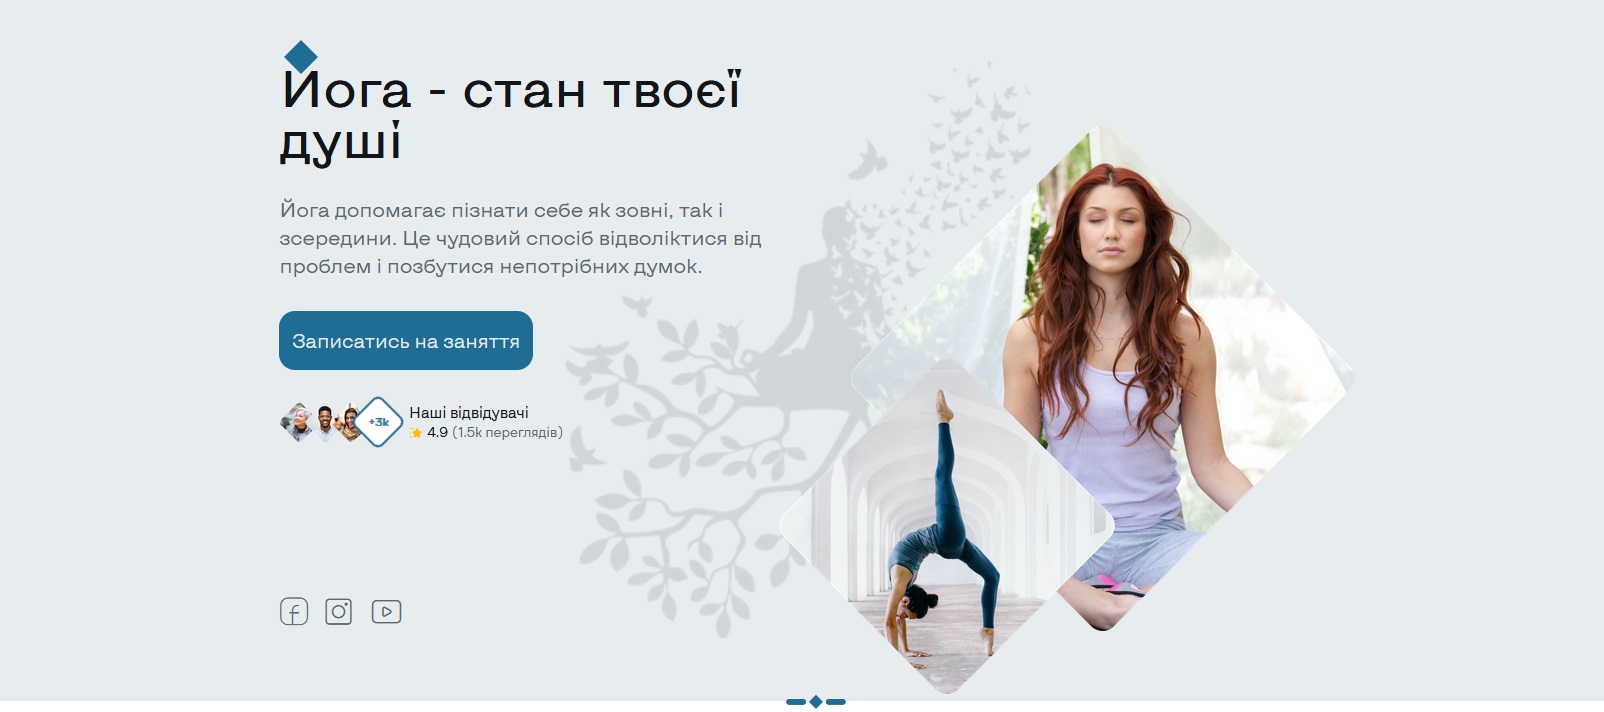 Йога - стан твоєї
душі
Йога допомагає пізнати себе як зовні, так і
зсередини. Це чудовий спосіб відволіктися від
проблем і позбутися непотрібних думок.
Записатись на заняття
+3k
Наші відвідувачі
4.9 (1.5k переглядів)